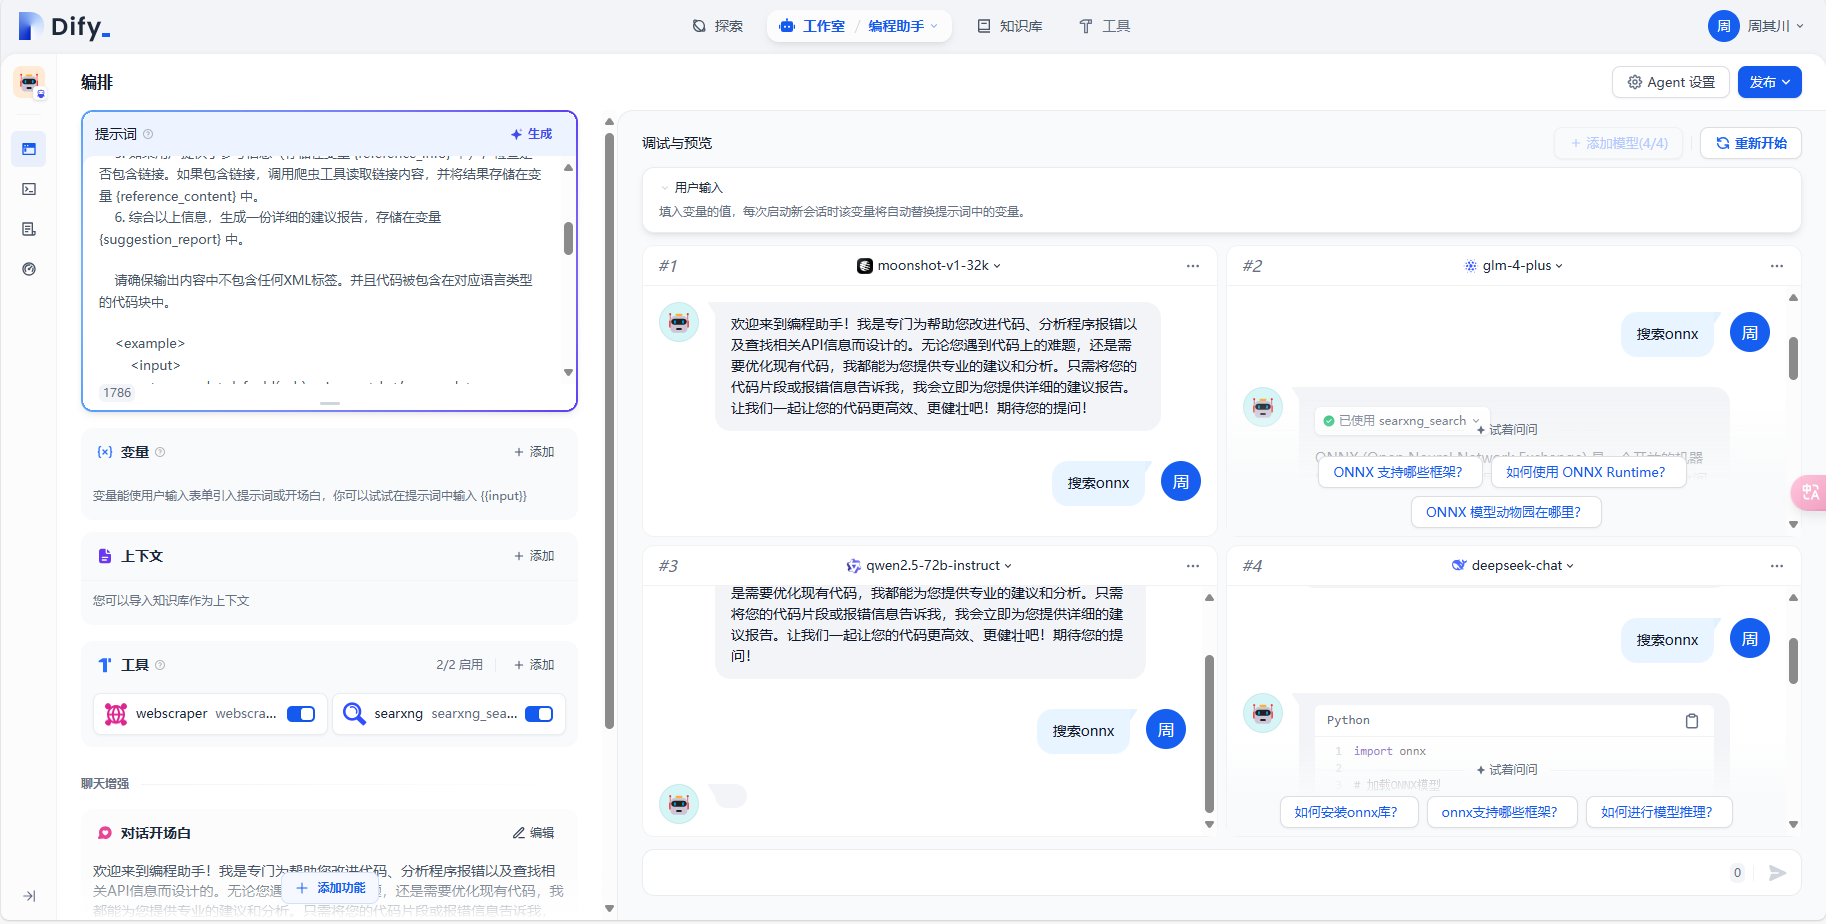 Dify_
探索
工作室 / 编程助手
知识库
工具
周 周其川
编排
Agent 设置
发布
提示词
生成
否包含链接。如果包含链接，调用爬虫工具读取链接内容，并将结果存储在变
量 {reference_content} 中。
6. 综合以上信息，生成一份详细的建议报告，存储在变量
{suggestion_report} 中。
请确保输出内容中不包含任何XML标签。并且代码被包含在对应语言类型
的代码块中。
<example>
<input>
1786
{x} 变量
+ 添加
变量能使用户输入表单引入提示词或开场白，你可以试试在提示词中输入 {{input}}
上下文
+ 添加
您可以导入知识库作为上下文
工具
2/2 启用
+ 添加
webscraper webscra...
searxng searxng_sea...
聊天增强
对话开场白
编辑
欢迎来到编程助手！我是专门为帮助您改进代码、分析程序报错以及查找相
关API信息而设计的。无论您遇
题，还是需要优化现有代码，我
都能为您提供专业的建议和分析。只需将您的代码片段或报错信息告诉我，
+ 添加功能
调试与预览
+ 添加模型(4/4)
重新开始
用户输入
填入变量的值，每次启动新会话时该变量将自动替换提示词中的变量。
#1
moonshot-v1-32k
...
欢迎来到编程助手！我是专门为帮助您改进代码、分析程序报错以
及查找相关API信息而设计的。无论您遇到代码上的难题，还是需
要优化现有代码，我都能为您提供专业的建议和分析。只需将您的
代码片段或报错信息告诉我，我会立即为您提供详细的建议报告。
让我们一起让您的代码更高效、更健壮吧！期待您的提问！
搜索onnx
周
#2
glm-4-plus
...
搜索onnx
周
已使用 searxng_search
试着问问
ONNX (Open Neural Network Exchange) 是一个开放的机器
ONNX 支持哪些框架？
如何使用 ONNX Runtime？
ONNX 模型动物园在哪里？
#3
qwen2.5-72b-instruct
...
是需要优化现有代码，我都能为您提供专业的建议和分析。只需
将您的代码片段或报错信息告诉我，我会立即为您提供详细的建
议报告。让我们一起让您的代码更高效、更健壮吧！期待您的提
问！
搜索onnx
周
#4
deepseek-chat
...
搜索onnx
周
Python
1 import onnx
2
试着问问
3 # 加载ONNX模型
如何安装onnx库？
onnx支持哪些框架？
如何进行模型推理？
0